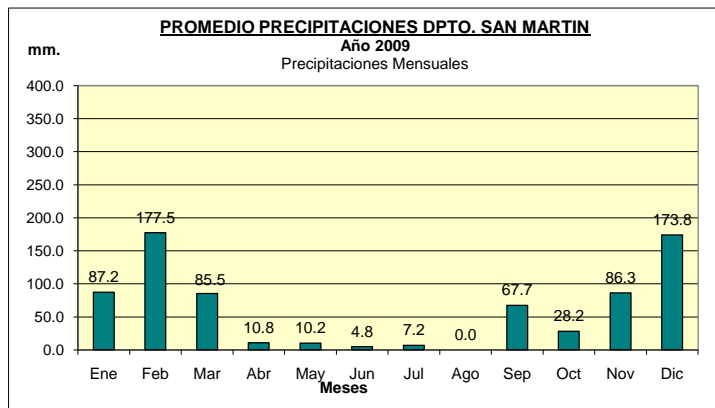 PROMEDIO PRECIPITACIONES DPTO. SAN MARTIN
Año 2009
mm.
Precipitaciones Mensuales
400.0
350.0
300.0
250.0
200.0
150.0
100.0
50.0
0.0
87.2 177.5 85.5 10.8 10.2 4.8 7.2 0.0 67.7 28.2 86.3 173.8
Ene Feb Mar Abr May Jun Jul Ago Sep Oct Nov Dic
Meses